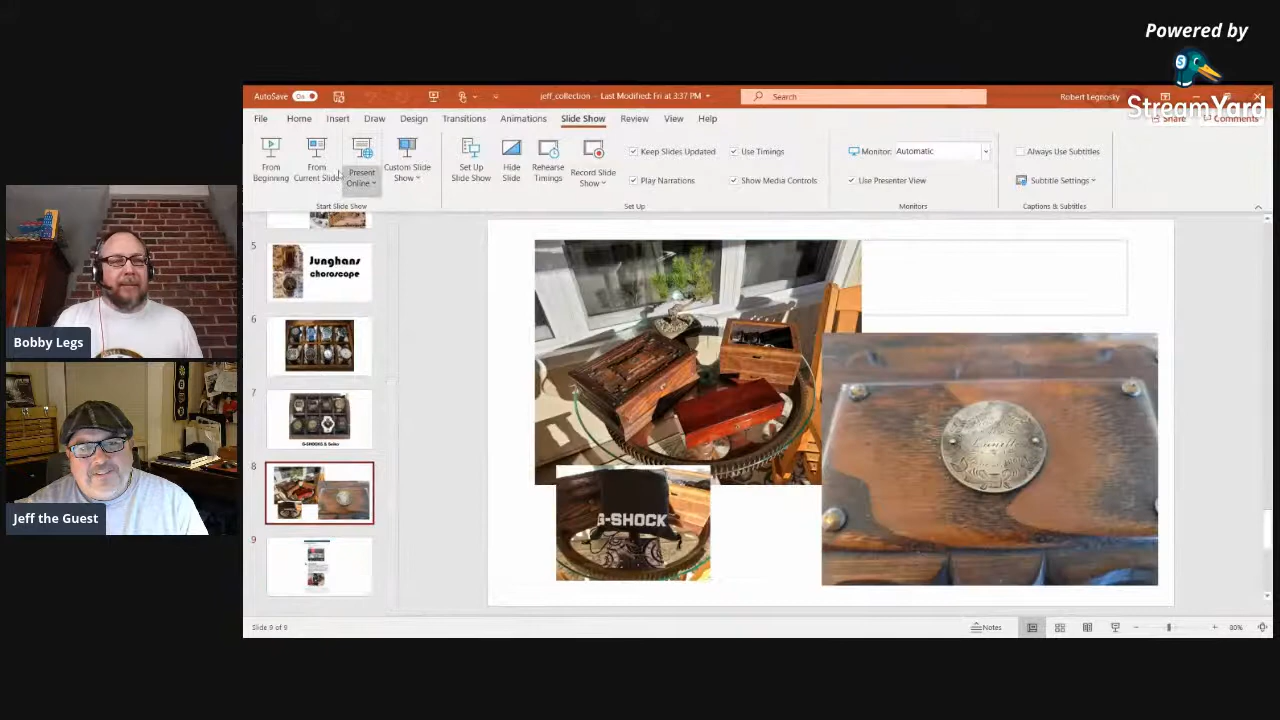 Powered by
StreamYard
AutoSave On
jeff_collection – Last Modified: Fri at 3:37 PM
Search
Robert Legnosky
File Home Insert Draw Design Transitions Animations Slide Show Review View Help
Share Comments
From Beginning
From Current Slide
Present Online
Custom Slide Show
Set Up Slide Show
Hide Slide
Rehearse Timings
Record Slide Show
Keep Slides Updated
Use Timings
Play Narrations
Show Media Controls
Monitor: Automatic
Use Presenter View
Always Use Subtitles
Subtitle Settings
Start Slide Show
Set Up
Monitors
Captions & Subtitles
5
Junghans
choroscope
6
7
G-SHOCKS & Seiko
8
9
G-SHOCK
Bobby Legs
Jeff the Guest
Slide 9 of 9
Notes
80%